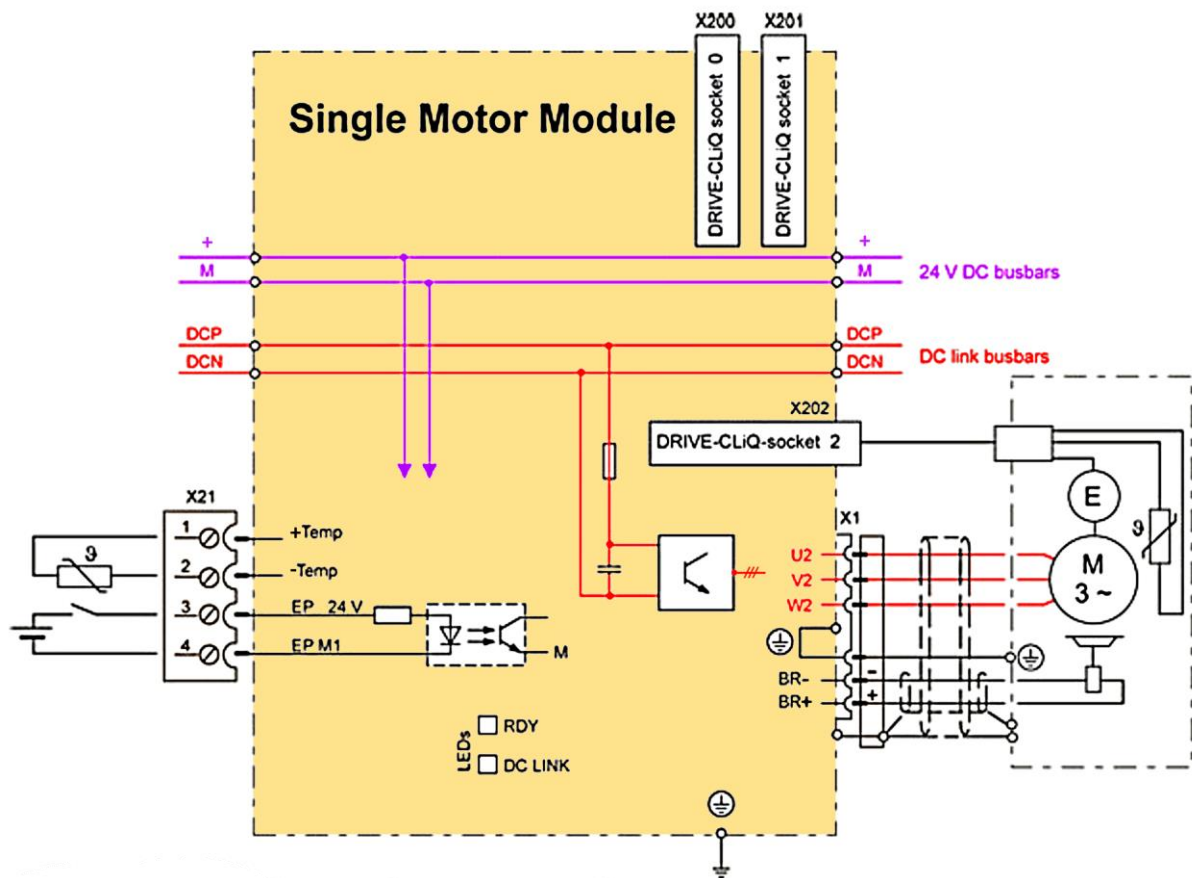 X200
X201
DRIVE-CLiQ socket 0
DRIVE-CLiQ socket 1
Single Motor Module
+
M
+
M
24 V DC busbars
DCP
DCN
DCP
DCN
DC link busbars
X202
DRIVE-CLiQ-socket 2
X21
1
+Temp
ϑ
2
-Temp
3
EP 24 V
4
EP M1
M
X1
E
ϑ
U2
V2
W2
M
3 ~
BR-
-
BR+
+
LEDs
RDY
DC LINK